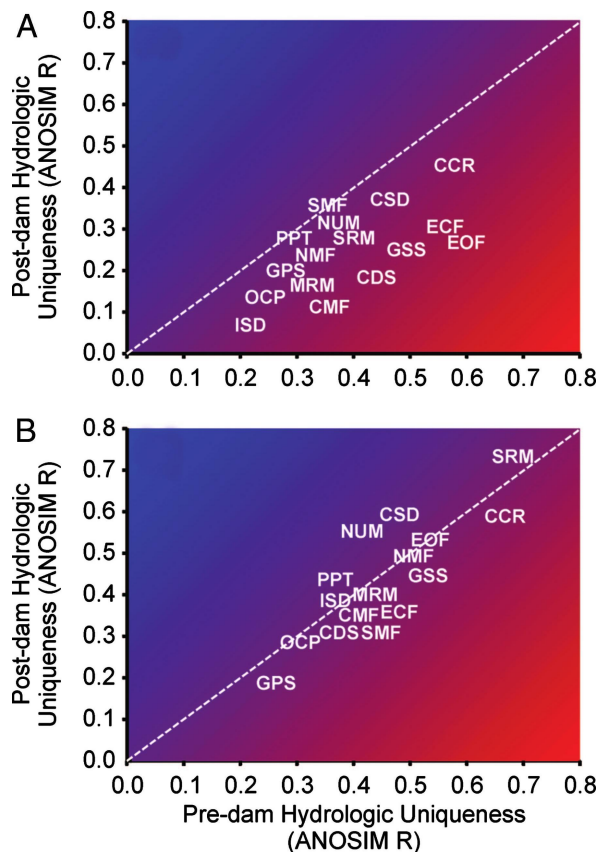 A
Post-dam Hydrologic
Uniqueness (ANOSIM R)
0.8
0.7
0.6
0.5
0.4
0.3
0.2
0.1
0.0
CCR
CSD
SMF
NUM
ECF
PPT
SRM
EOF
GSS
NMF
GPS
CDS
MRM
OCP
CMF
ISD
0.0 0.1 0.2 0.3 0.4 0.5 0.6 0.7 0.8
B
Post-dam Hydrologic
Uniqueness (ANOSIM R)
0.8
0.7
0.6
0.5
0.4
0.3
0.2
0.1
0.0
SRM
CSD
CCR
NUM
EOF
NMF
GSS
PPT
MRM
ISD
ECF
CMF
CDS SMF
OCP
GPS
0.0 0.1 0.2 0.3 0.4 0.5 0.6 0.7 0.8
Pre-dam Hydrologic Uniqueness
(ANOSIM R)